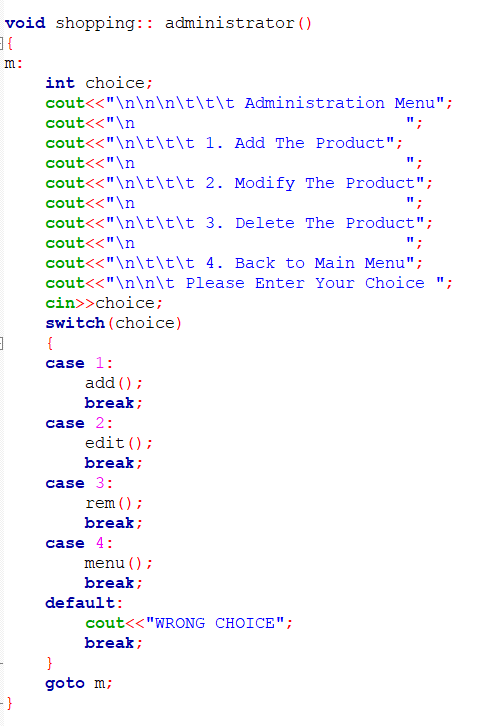 void shopping:: administrator()
{
m:
    int choice;
    cout<<"\n\n\n\t\t\t Administration Menu";
    cout<<"\n                           ";
    cout<<"\n\t\t\t 1. Add The Product";
    cout<<"\n                           ";
    cout<<"\n\t\t\t 2. Modify The Product";
    cout<<"\n                           ";
    cout<<"\n\t\t\t 3. Delete The Product";
    cout<<"\n                           ";
    cout<<"\n\t\t\t 4. Back to Main Menu";
    cout<<"\n\n\t Please Enter Your Choice ";
    cin>>choice;
    switch(choice)
    {
    case 1:
        add();
        break;
    case 2:
        edit();
        break;
    case 3:
        rem();
        break;
    case 4:
        menu();
        break;
    default:
        cout<<"WRONG CHOICE";
        break;
    }
    goto m;
}